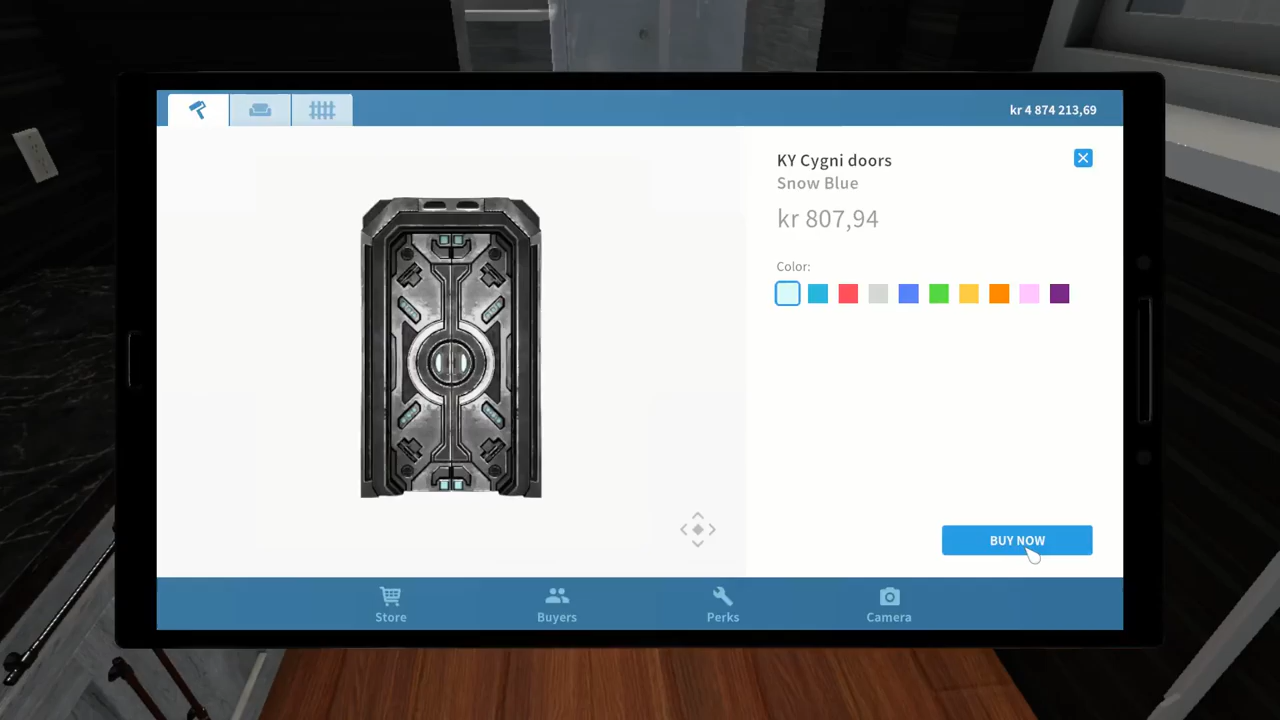 kr 4 874 213,69
KY Cygni doors
Snow Blue
kr 807,94
Color:
BUY NOW
Store
Buyers
Perks
Camera